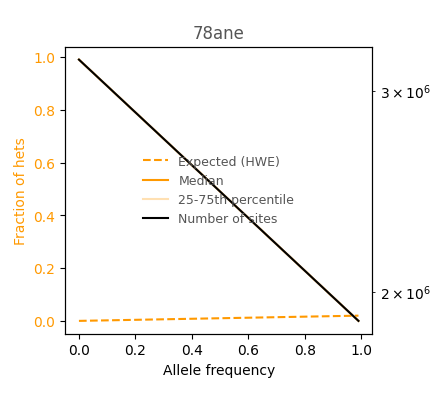 78ane
1.0
0.8
0.6
0.4
0.2
0.0
Fraction of hets
Expected (HWE)
Median
25-75th percentile
Number of sites
3 × 10⁶
2 × 10⁶
0.0 0.2 0.4 0.6 0.8 1.0
Allele frequency